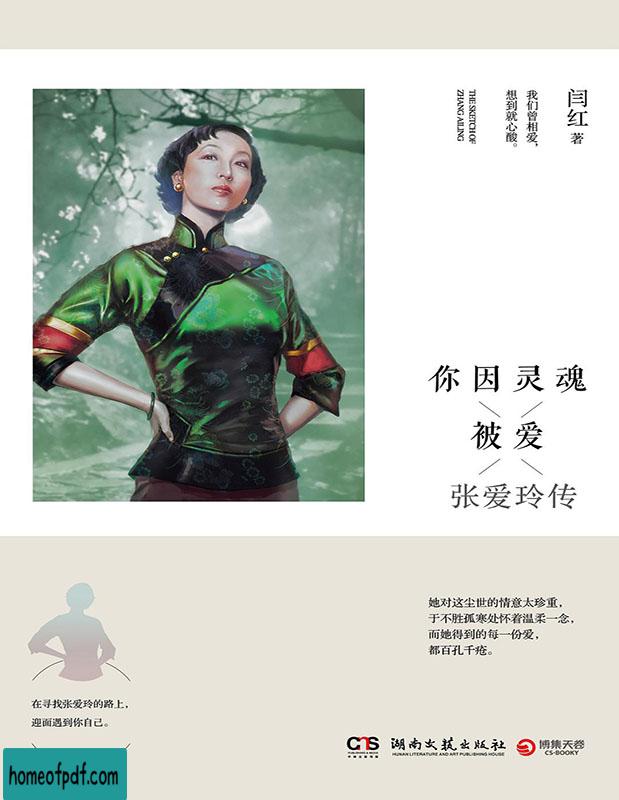 闫红 著
我们曾相爱，
想到就心酸。
THE SKETCH OF
ZHANG AILING
你因灵魂
被爱
张爱玲传
她对这尘世的情意太珍重，
于不胜孤寒处怀着温柔一念，
而她得到的每一份爱，
都百孔千疮。
在寻找张爱玲的路上，
迎面遇到你自己。
湖南文艺出版社
HUNAN LITERATURE AND ART PUBLISHING HOUSE
博集天卷
CS-BOOKY
homeofpdf.com